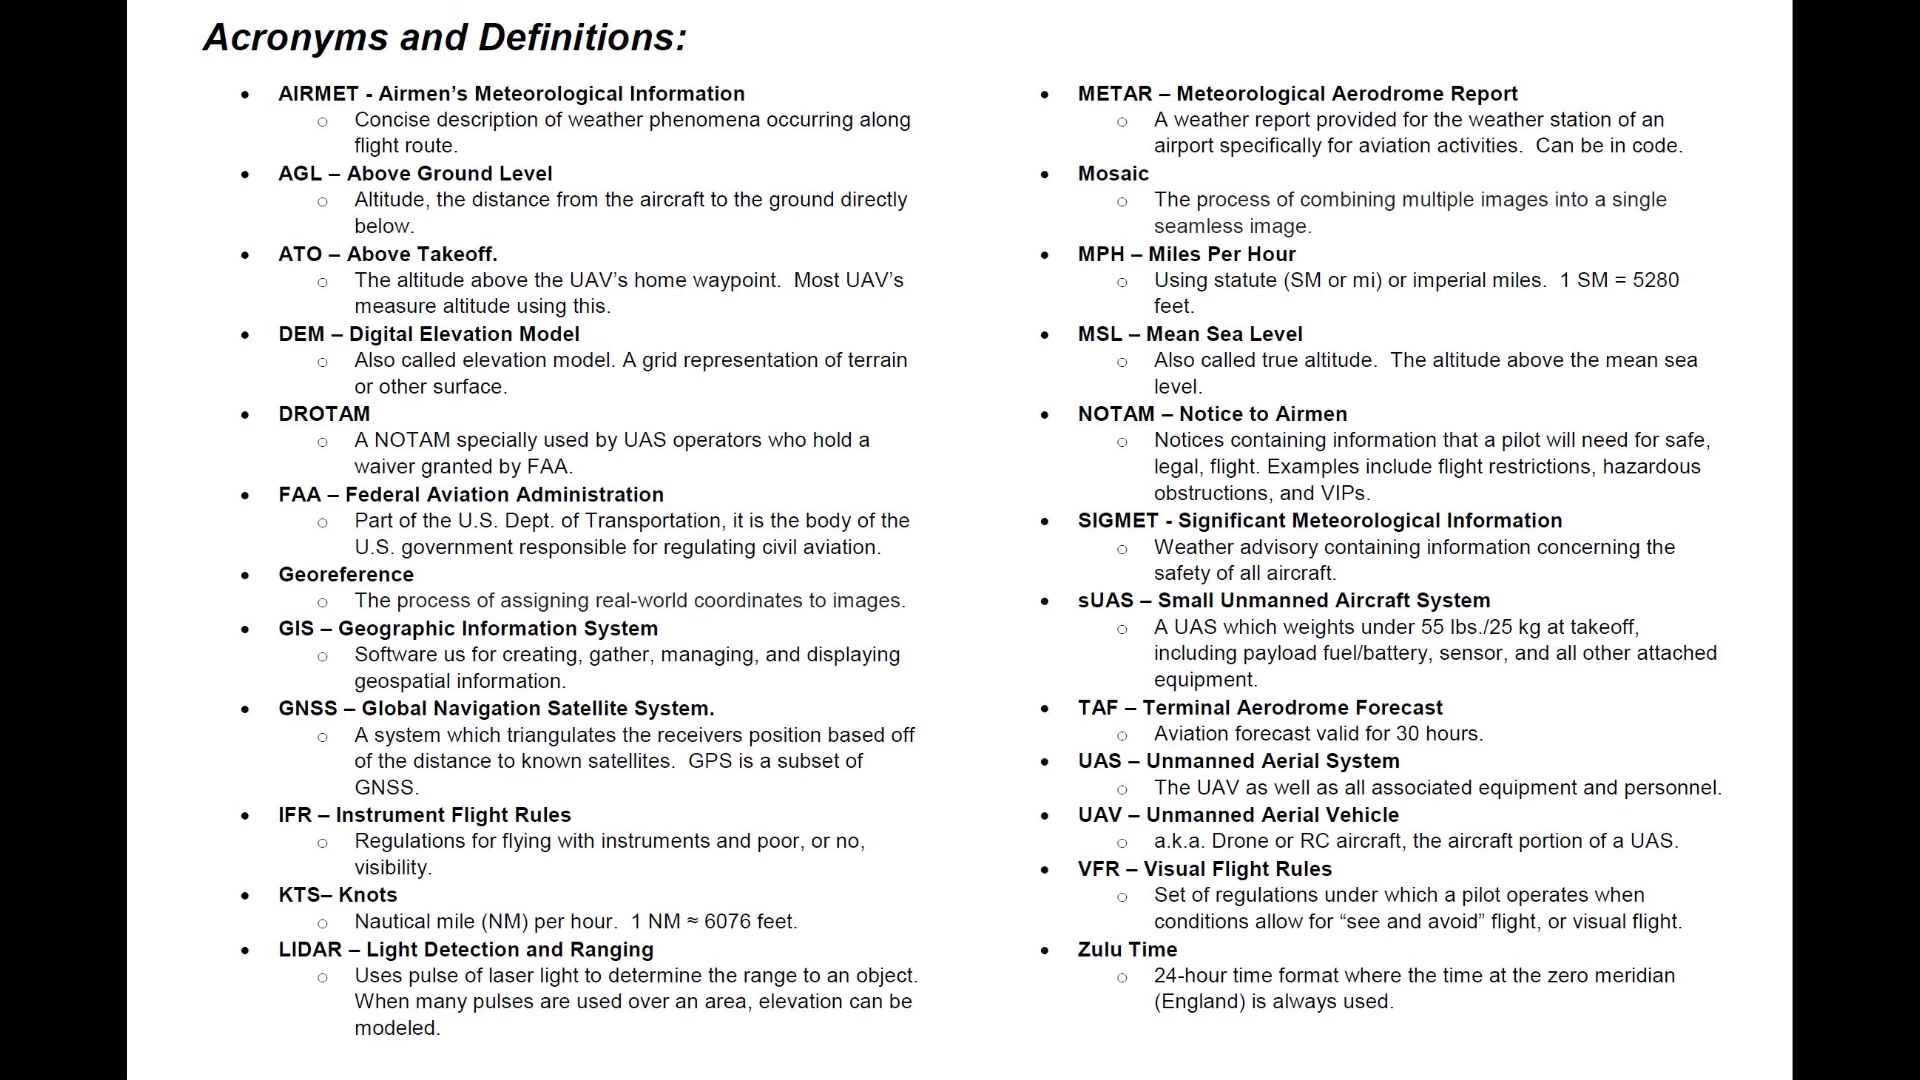 Acronyms and Definitions:
• AIRMET - Airmen’s Meteorological Information
○ Concise description of weather phenomena occurring along
flight route.
• AGL – Above Ground Level
○ Altitude, the distance from the aircraft to the ground directly
below.
• ATO – Above Takeoff.
○ The altitude above the UAV’s home waypoint.  Most UAV’s
measure altitude using this.
• DEM – Digital Elevation Model
○ Also called elevation model. A grid representation of terrain
or other surface.
• DROTAM
○ A NOTAM specially used by UAS operators who hold a
waiver granted by FAA.
• FAA – Federal Aviation Administration
○ Part of the U.S. Dept. of Transportation, it is the body of the
U.S. government responsible for regulating civil aviation.
• Georeference
○ The process of assigning real-world coordinates to images.
• GIS – Geographic Information System
○ Software us for creating, gather, managing, and displaying
geospatial information.
• GNSS – Global Navigation Satellite System.
○ A system which triangulates the receivers position based off
of the distance to known satellites.  GPS is a subset of
GNSS.
• IFR – Instrument Flight Rules
○ Regulations for flying with instruments and poor, or no,
visibility.
• KTS– Knots
○ Nautical mile (NM) per hour.  1 NM ≈ 6076 feet.
• LIDAR – Light Detection and Ranging
○ Uses pulse of laser light to determine the range to an object.
When many pulses are used over an area, elevation can be
modeled.
• METAR – Meteorological Aerodrome Report
○ A weather report provided for the weather station of an
airport specifically for aviation activities.  Can be in code.
• Mosaic
○ The process of combining multiple images into a single
seamless image.
• MPH – Miles Per Hour
○ Using statute (SM or mi) or imperial miles.  1 SM = 5280
feet.
• MSL – Mean Sea Level
○ Also called true altitude.  The altitude above the mean sea
level.
• NOTAM – Notice to Airmen
○ Notices containing information that a pilot will need for safe,
legal, flight. Examples include flight restrictions, hazardous
obstructions, and VIPs.
• SIGMET - Significant Meteorological Information
○ Weather advisory containing information concerning the
safety of all aircraft.
• sUAS – Small Unmanned Aircraft System
○ A UAS which weights under 55 lbs./25 kg at takeoff,
including payload fuel/battery, sensor, and all other attached
equipment.
• TAF – Terminal Aerodrome Forecast
○ Aviation forecast valid for 30 hours.
• UAS – Unmanned Aerial System
○ The UAV as well as all associated equipment and personnel.
• UAV – Unmanned Aerial Vehicle
○ a.k.a. Drone or RC aircraft, the aircraft portion of a UAS.
• VFR – Visual Flight Rules
○ Set of regulations under which a pilot operates when
conditions allow for “see and avoid” flight, or visual flight.
• Zulu Time
○ 24-hour time format where the time at the zero meridian
(England) is always used.